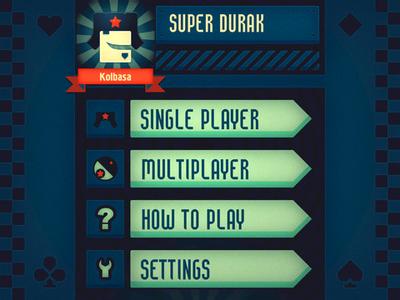 SUPER DURAK
Kolbasa
SINGLE PLAYER
MULTIPLAYER
?
HOW TO PLAY
SETTINGS